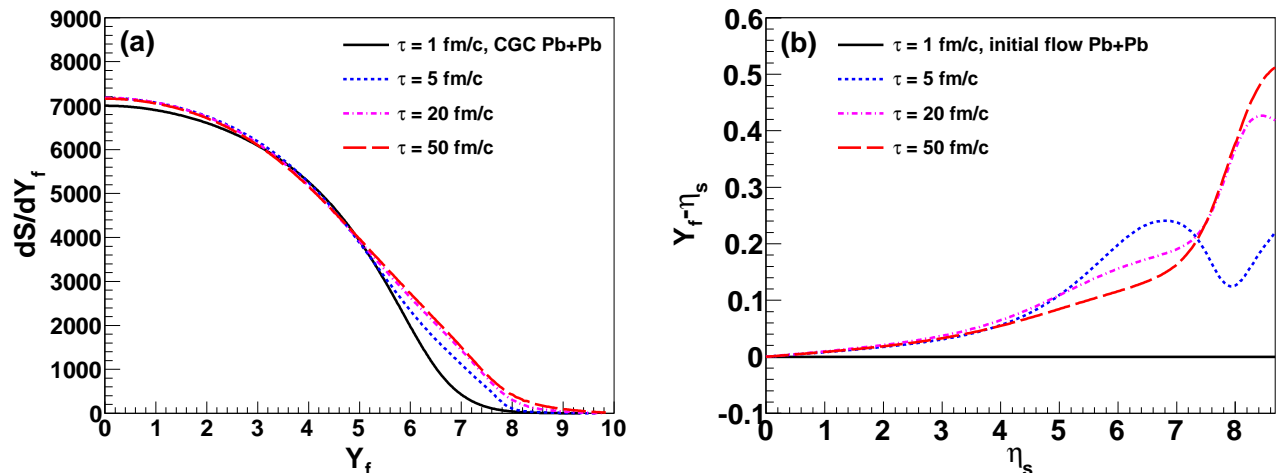 (a)
τ = 1 fm/c, CGC Pb+Pb
τ = 5 fm/c
τ = 20 fm/c
τ = 50 fm/c
dS/dY_f
9000
8000
7000
6000
5000
4000
3000
2000
1000
0
0 1 2 3 4 5 6 7 8 9 10
Y_f
(b)
τ = 1 fm/c, initial flow Pb+Pb
τ = 5 fm/c
τ = 20 fm/c
τ = 50 fm/c
Y_f-η_s
0.6
0.5
0.4
0.3
0.2
0.1
0
-0.1
0 1 2 3 4 5 6 7 8
η_s